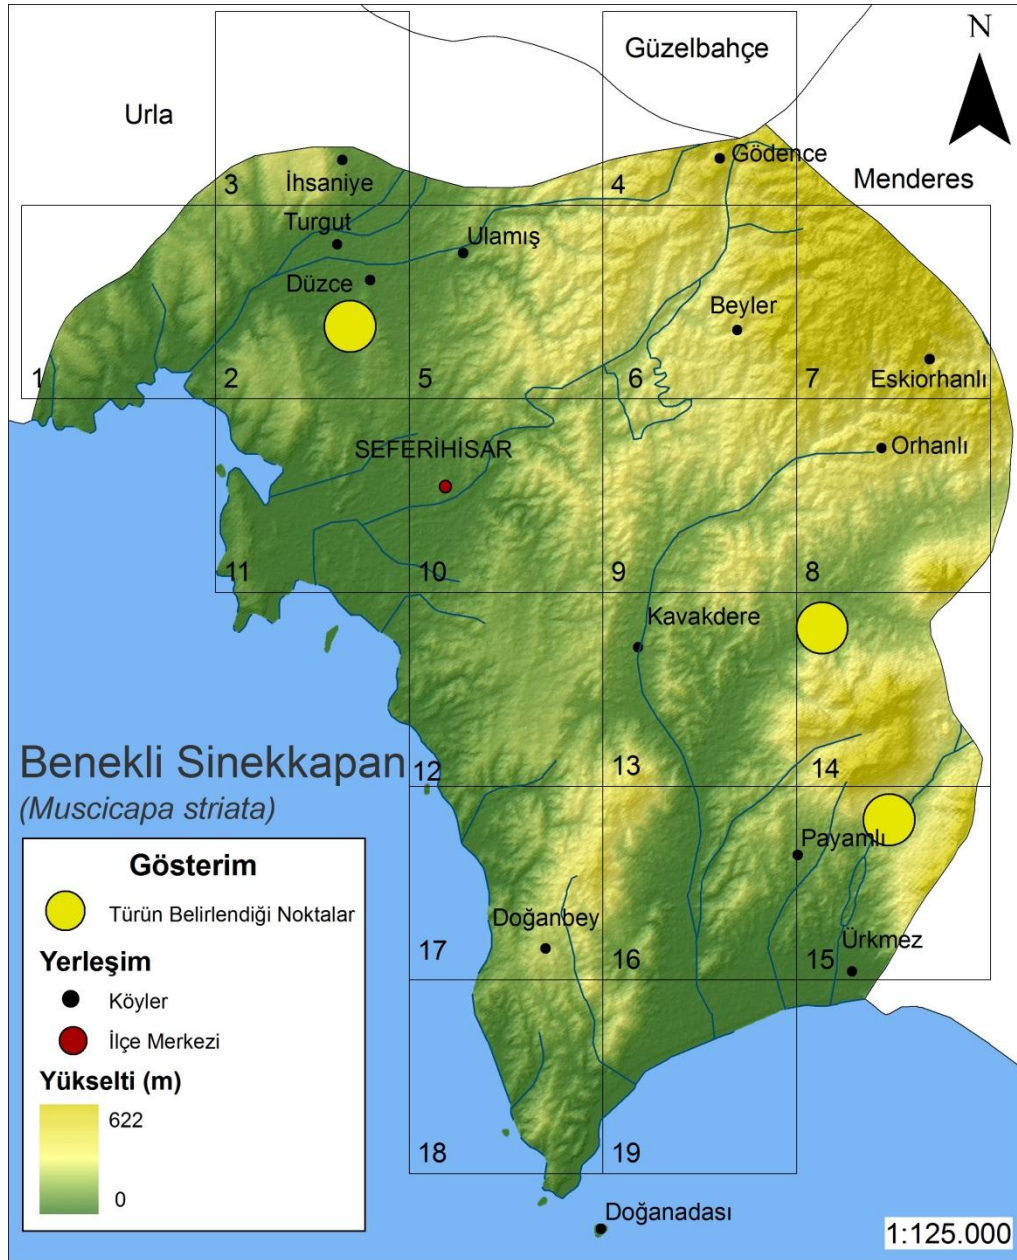 N
Güzelbahçe
Urla
Gödence
Menderes
3
İhsaniye
4
Turgut
Ulamış
Düzce
Beyler
1
2
5
6
7
Eskiorhanlı
SEFERİHİSAR
Orhanlı
11
10
9
8
Kavakdere
Benekli Sinekkapan
(Muscicapa striata)
12
13
14
Payamlı
Doğanbey
Ürkmez
17
16
15
18
19
Doğanadası
Gösterim
Türün Belirlendiği Noktalar
Yerleşim
Köyler
İlçe Merkezi
Yükselti (m)
622
0
1:125.000